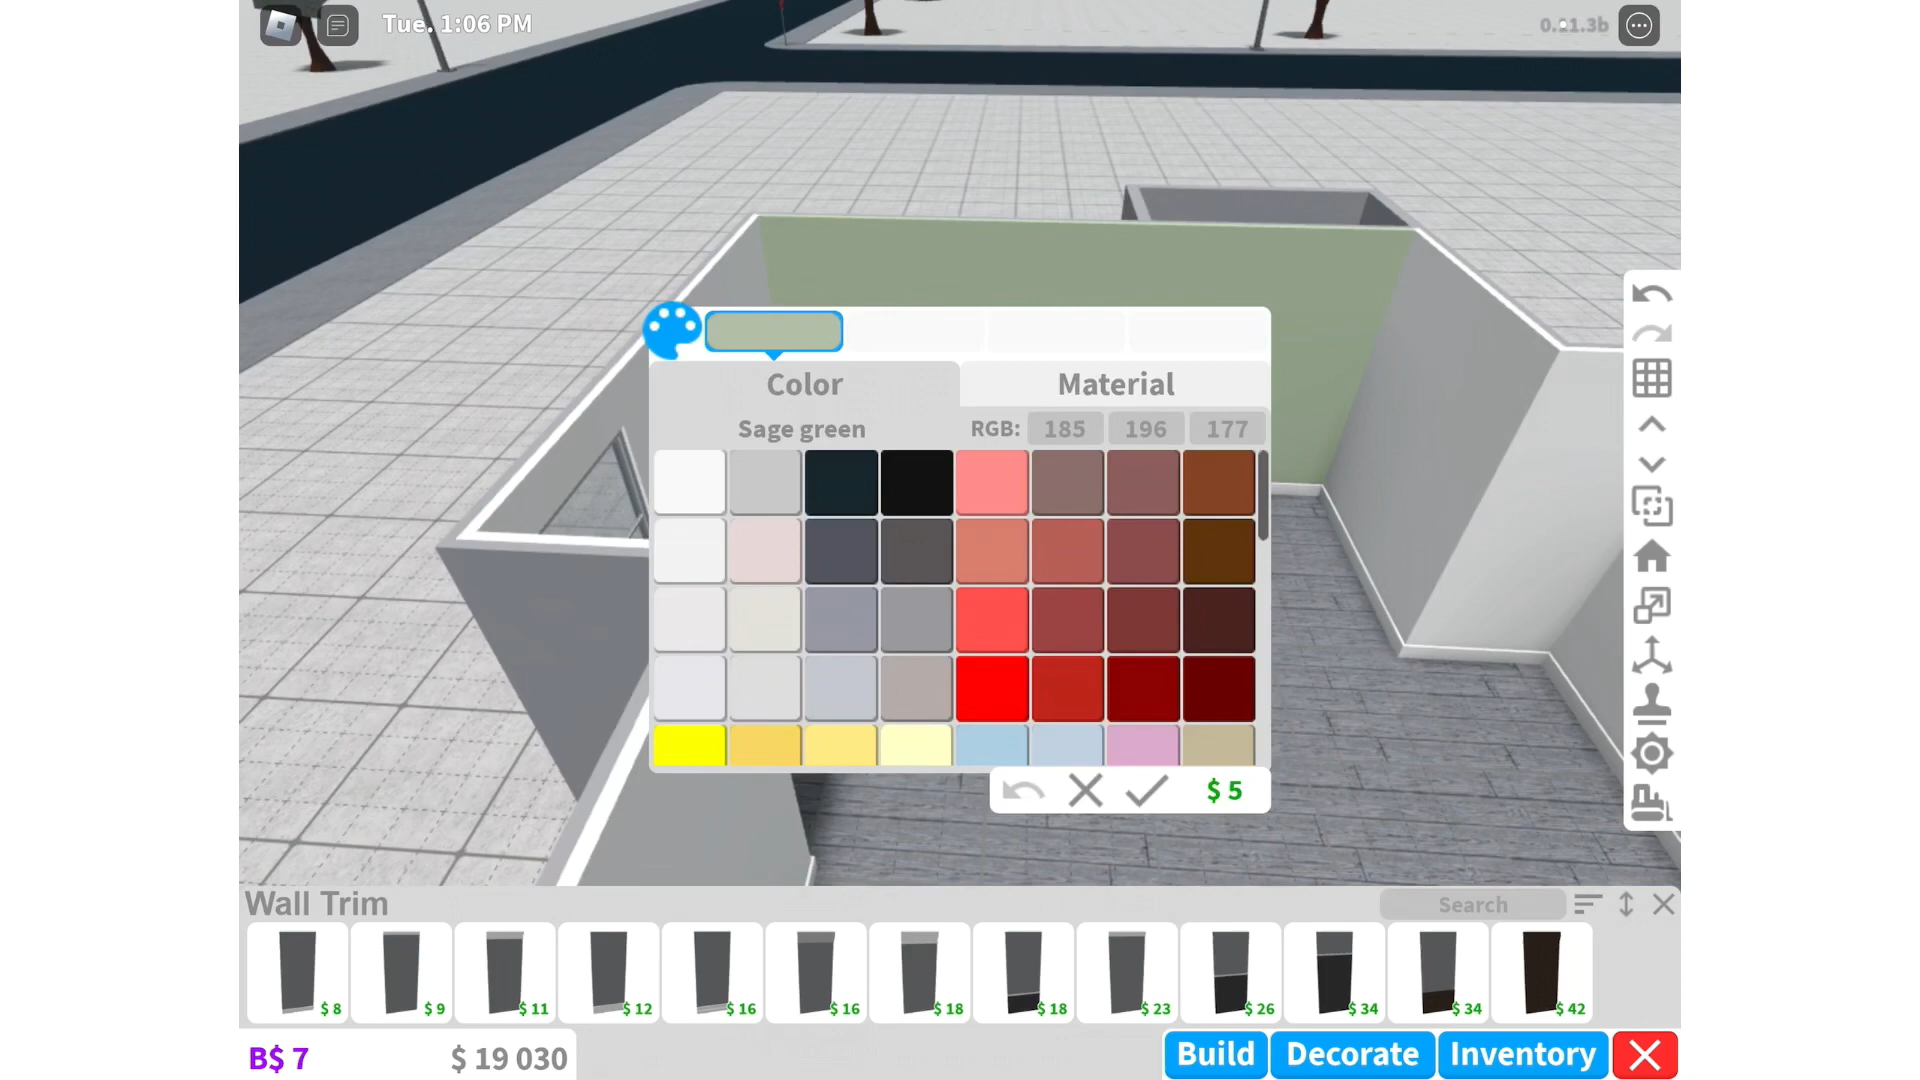 Tue. 1:06 PM
Color
Material
Sage green
RGB: 185 196 177
$ 5
Wall Trim
Search
$ 8
$ 9
$ 11
$ 12
$ 16
$ 16
$ 18
$ 18
$ 23
$ 26
$ 34
$ 34
$ 42
B$ 7
$ 19 030
Build
Decorate
Inventory